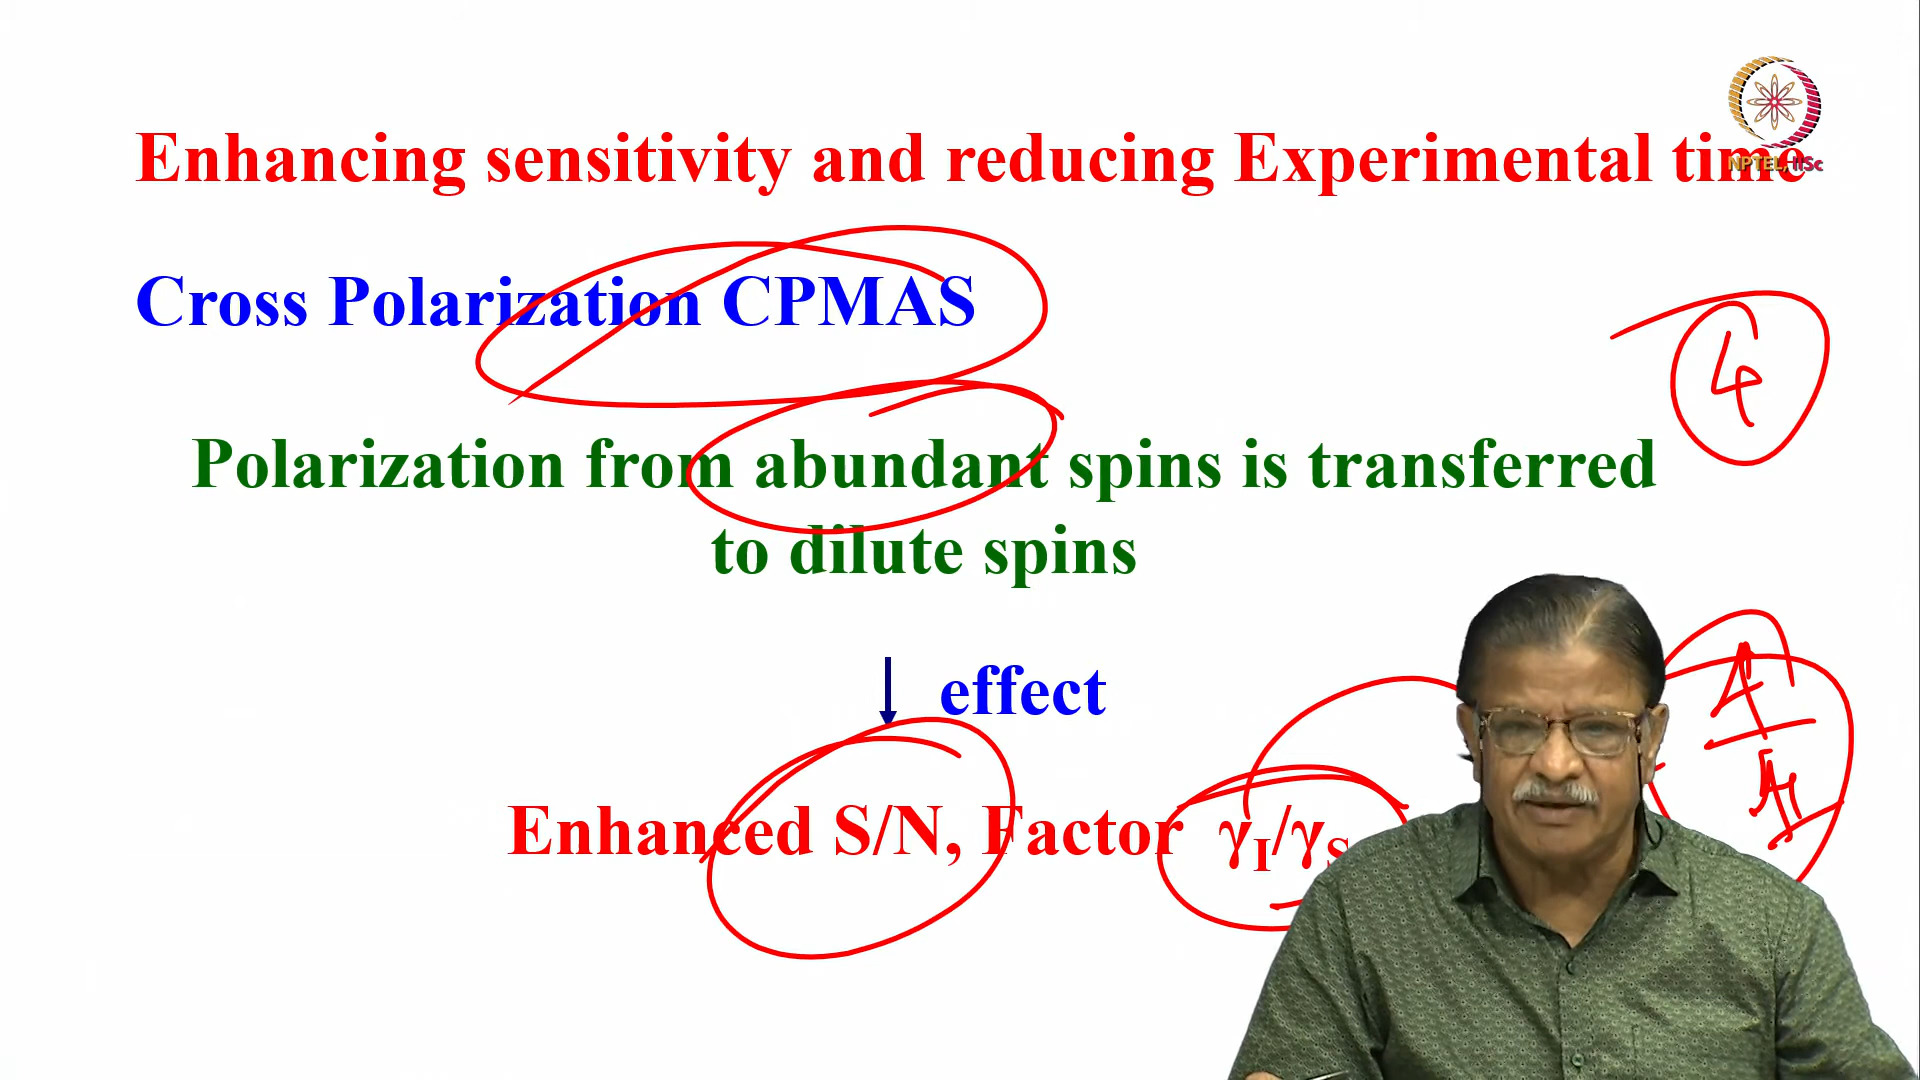 NPTEL, IISc
Enhancing sensitivity and reducing Experimental time
Cross Polarization CPMAS
4
Polarization from abundant spins is transferred
to dilute spins
effect
Enhanced S/N, Factor γI/γS